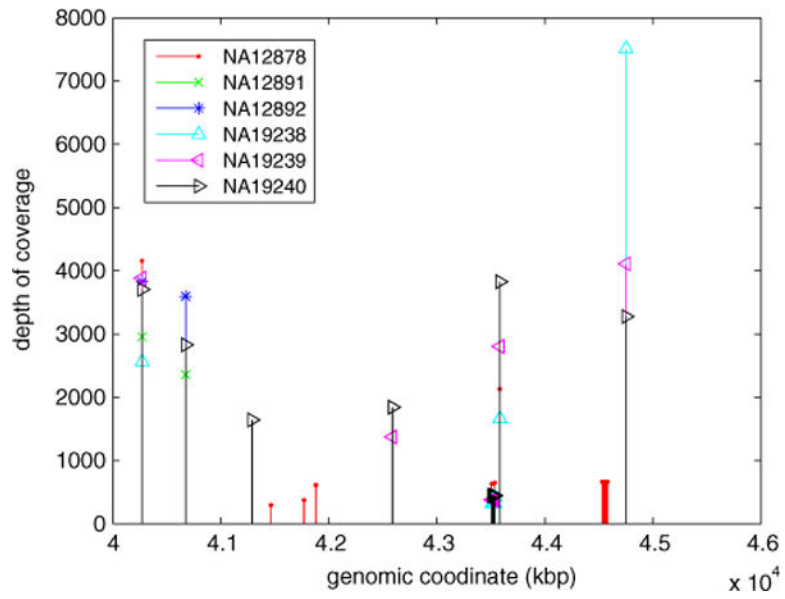 8000
7000
6000
5000
4000
3000
2000
1000
0
depth of coverage
NA12878
NA12891
NA12892
NA19238
NA19239
NA19240
4 4.1 4.2 4.3 4.4 4.5 4.6
genomic coodinate (kbp)
x 10^4